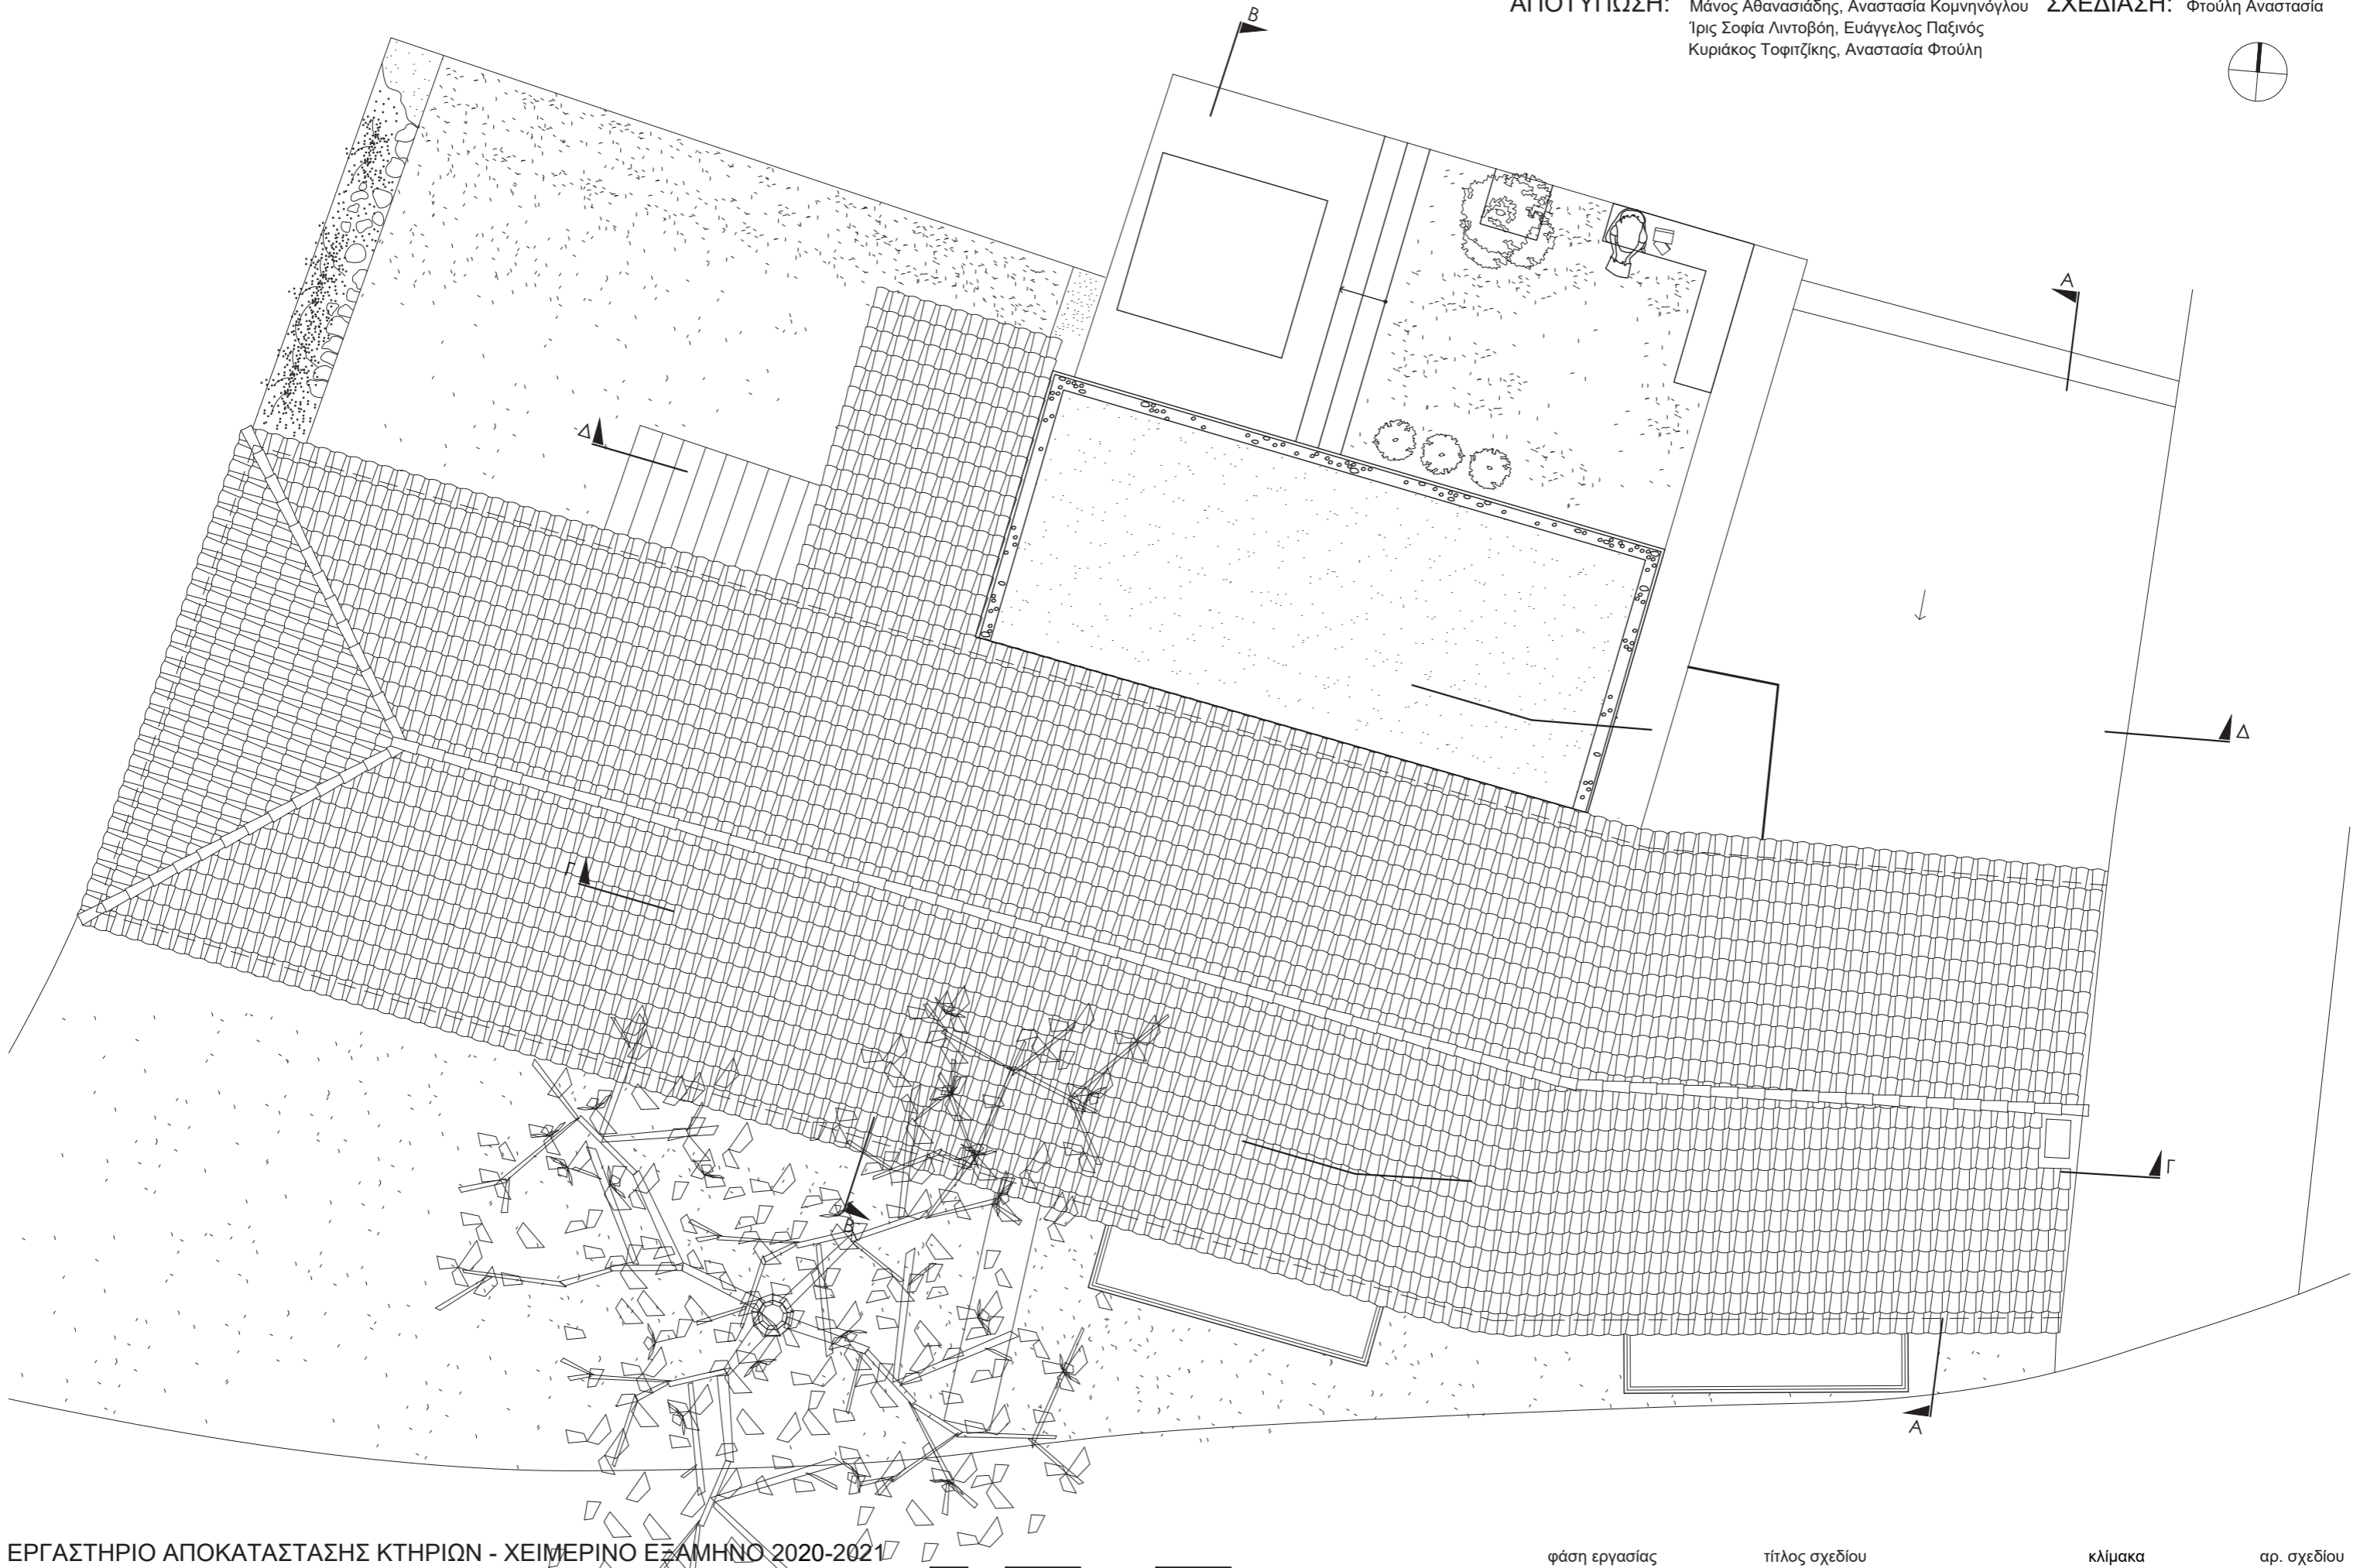 ΑΠΟΤΥΠΩΣΗ: Μάνος Αθανασιάδης, Αναστασία Κομνηνόγλου ΣΧΕΔΙΑΣΗ: Φτούλη Αναστασία
Ίρις Σοφία Λιντοβόη, Ευάγγελος Παξινός
Κυριάκος Τοφιτζίκης, Αναστασία Φτούλη
Β
Α
Δ
Δ
Γ
Γ
Β
Α
ΕΡΓΑΣΤΗΡΙΟ ΑΠΟΚΑΤΑΣΤΑΣΗΣ ΚΤΗΡΙΩΝ - ΧΕΙΜΕΡΙΝΟ ΕΞΑΜΗΝΟ 2020-2021
φάση εργασίας τίτλος σχεδίου κλίμακα αρ. σχεδίου